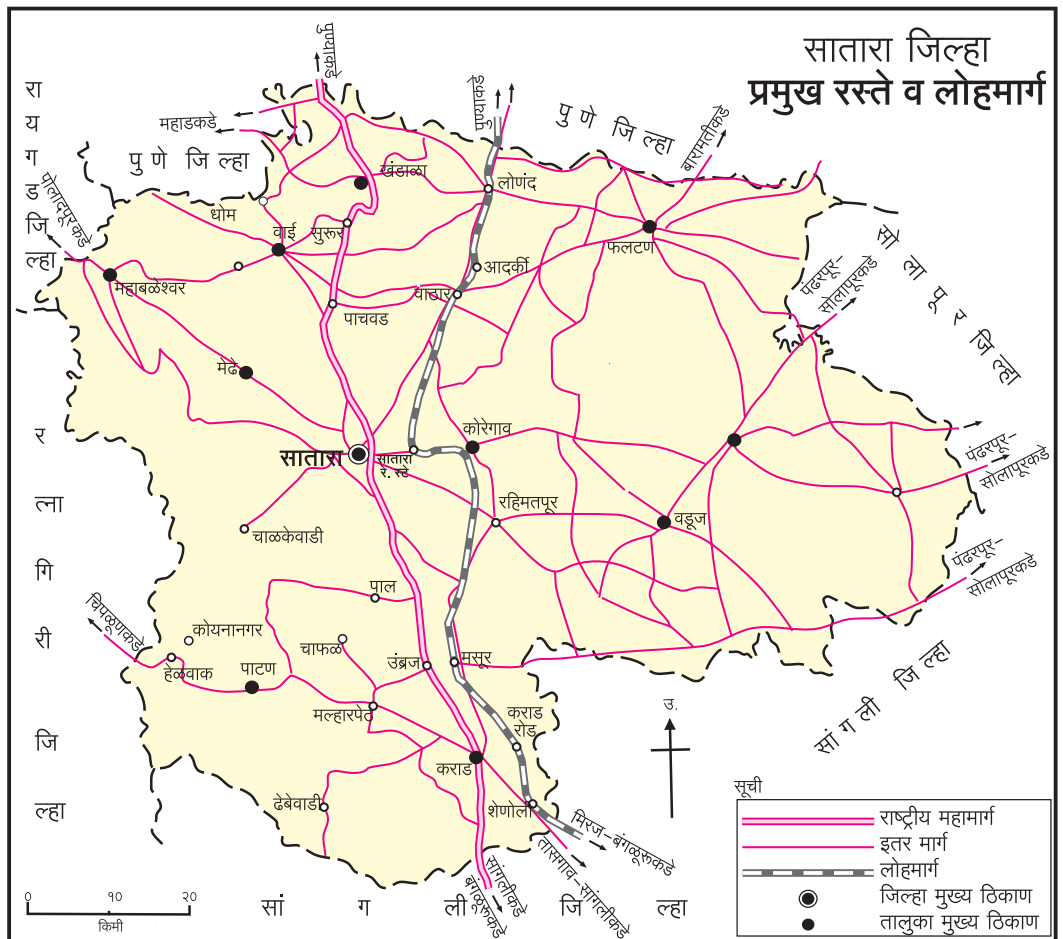 सातारा जिल्हा
प्रमुख रस्ते व लोहमार्ग
पुण्याकडे
पुण्याकडे
महाडकडे
पुणे जिल्हा
पुणे जिल्हा
बारामतीकडे
रायगड जिल्हा
पोलादपूरकडे
खंडाळा
लोणंद
धोम
वाई
सुरूर
फलटण
सोलापूर जिल्हा
आदर्की
पंढरपूर–
सोलापूरकडे
महाबळेश्वर
वाठार
पाचवड
मेढे
रत्नागिरी जिल्हा
कोरेगाव
सातारा
सातारा
रे. स्टे
पंढरपूर–
सोलापूरकडे
रहिमतपूर
वडूज
चाळकेवाडी
पंढरपूर–
सोलापूरकडे
पाल
चिपळूणकडे
कोयनानगर
चाफळ
हेळवाक
पाटण
उंब्रज
मसूर
सांगली जिल्हा
मल्हारपेठ
कराड
रोड
उ.
कराड
ढेबेवाडी
शेणोली
मिरज–बंगळूरूकडे
तासगाव–सांगलीकडे
सांगलीकडे
बंगळूरूकडे
सांगली जिल्हा
० १० २०
किमी
सूची
राष्ट्रीय महामार्ग
इतर मार्ग
लोहमार्ग
जिल्हा मुख्य ठिकाण
तालुका मुख्य ठिकाण